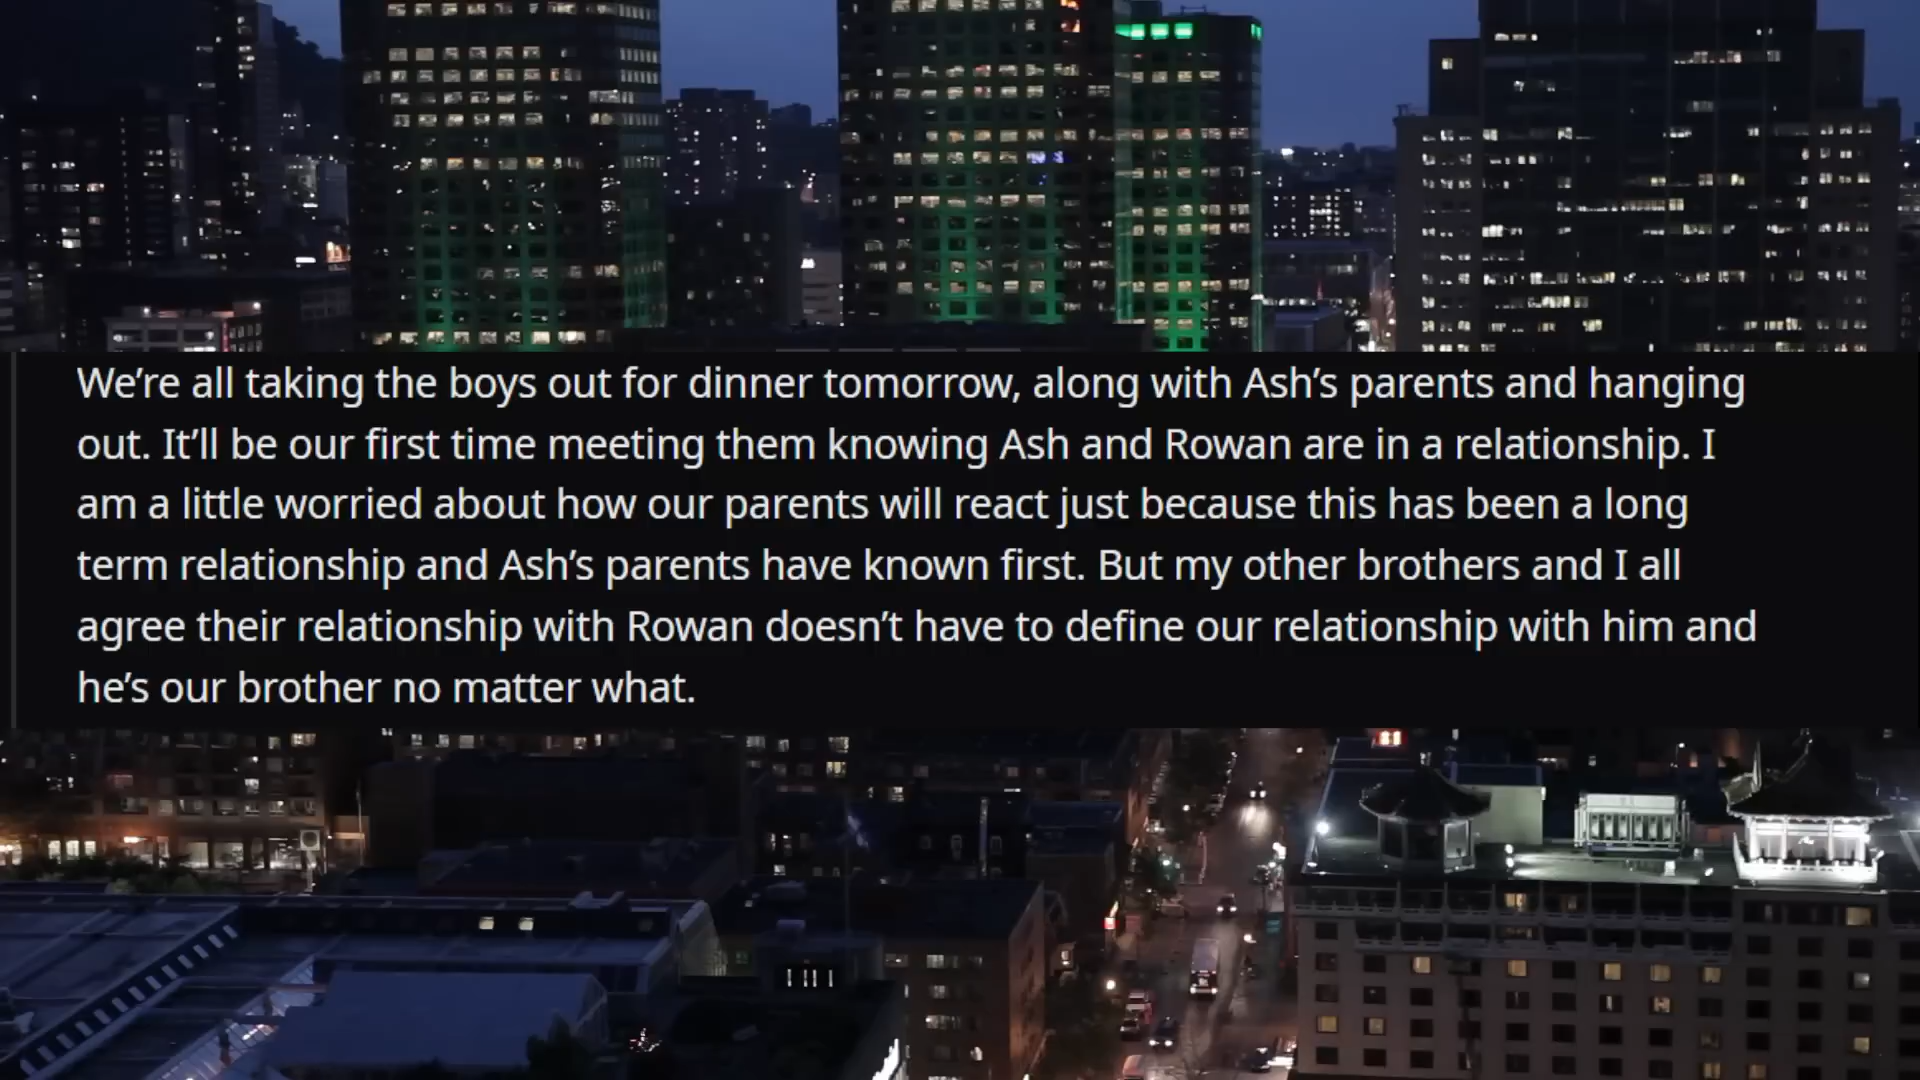 We’re all taking the boys out for dinner tomorrow, along with Ash’s parents and hanging
out. It’ll be our first time meeting them knowing Ash and Rowan are in a relationship. I
am a little worried about how our parents will react just because this has been a long
term relationship and Ash’s parents have known first. But my other brothers and I all
agree their relationship with Rowan doesn’t have to define our relationship with him and
he’s our brother no matter what.